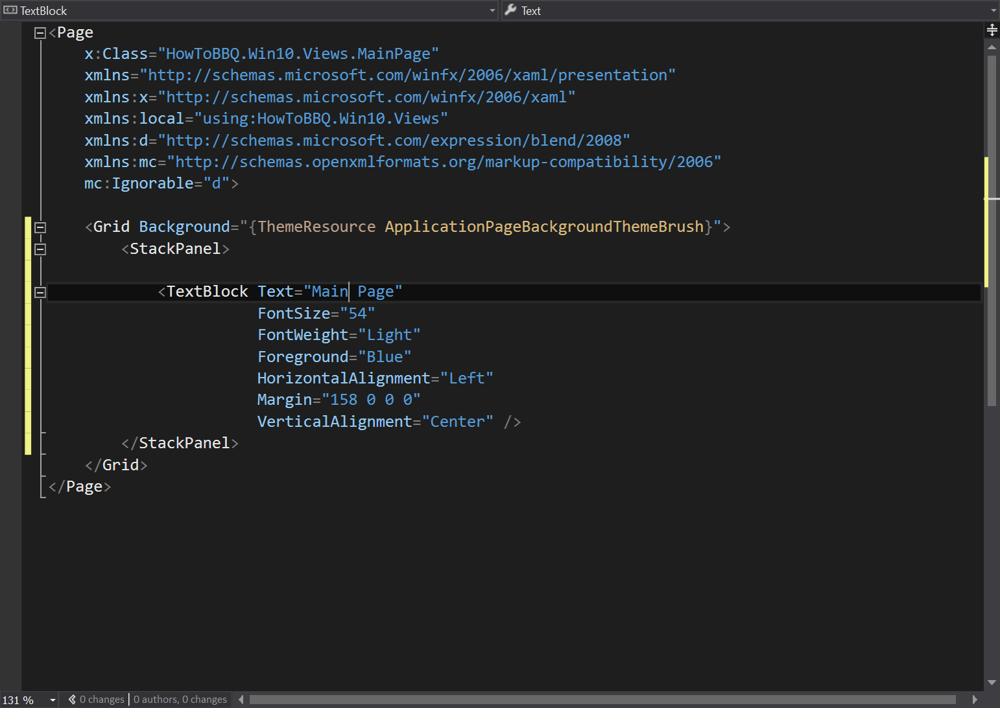 TextBlock Text
<Page
x:Class="HowToBBQ.Win10.Views.MainPage"
xmlns="http://schemas.microsoft.com/winfx/2006/xaml/presentation"
xmlns:x="http://schemas.microsoft.com/winfx/2006/xaml"
xmlns:local="using:HowToBBQ.Win10.Views"
xmlns:d="http://schemas.microsoft.com/expression/blend/2008"
xmlns:mc="http://schemas.openxmlformats.org/markup-compatibility/2006"
mc:Ignorable="d">
<Grid Background="{ThemeResource ApplicationPageBackgroundThemeBrush}">
<StackPanel>
<TextBlock Text="Main Page"
FontSize="54"
FontWeight="Light"
Foreground="Blue"
HorizontalAlignment="Left"
Margin="158 0 0 0"
VerticalAlignment="Center" />
</StackPanel>
</Grid>
</Page>
131 % 0 changes | 0 authors, 0 changes